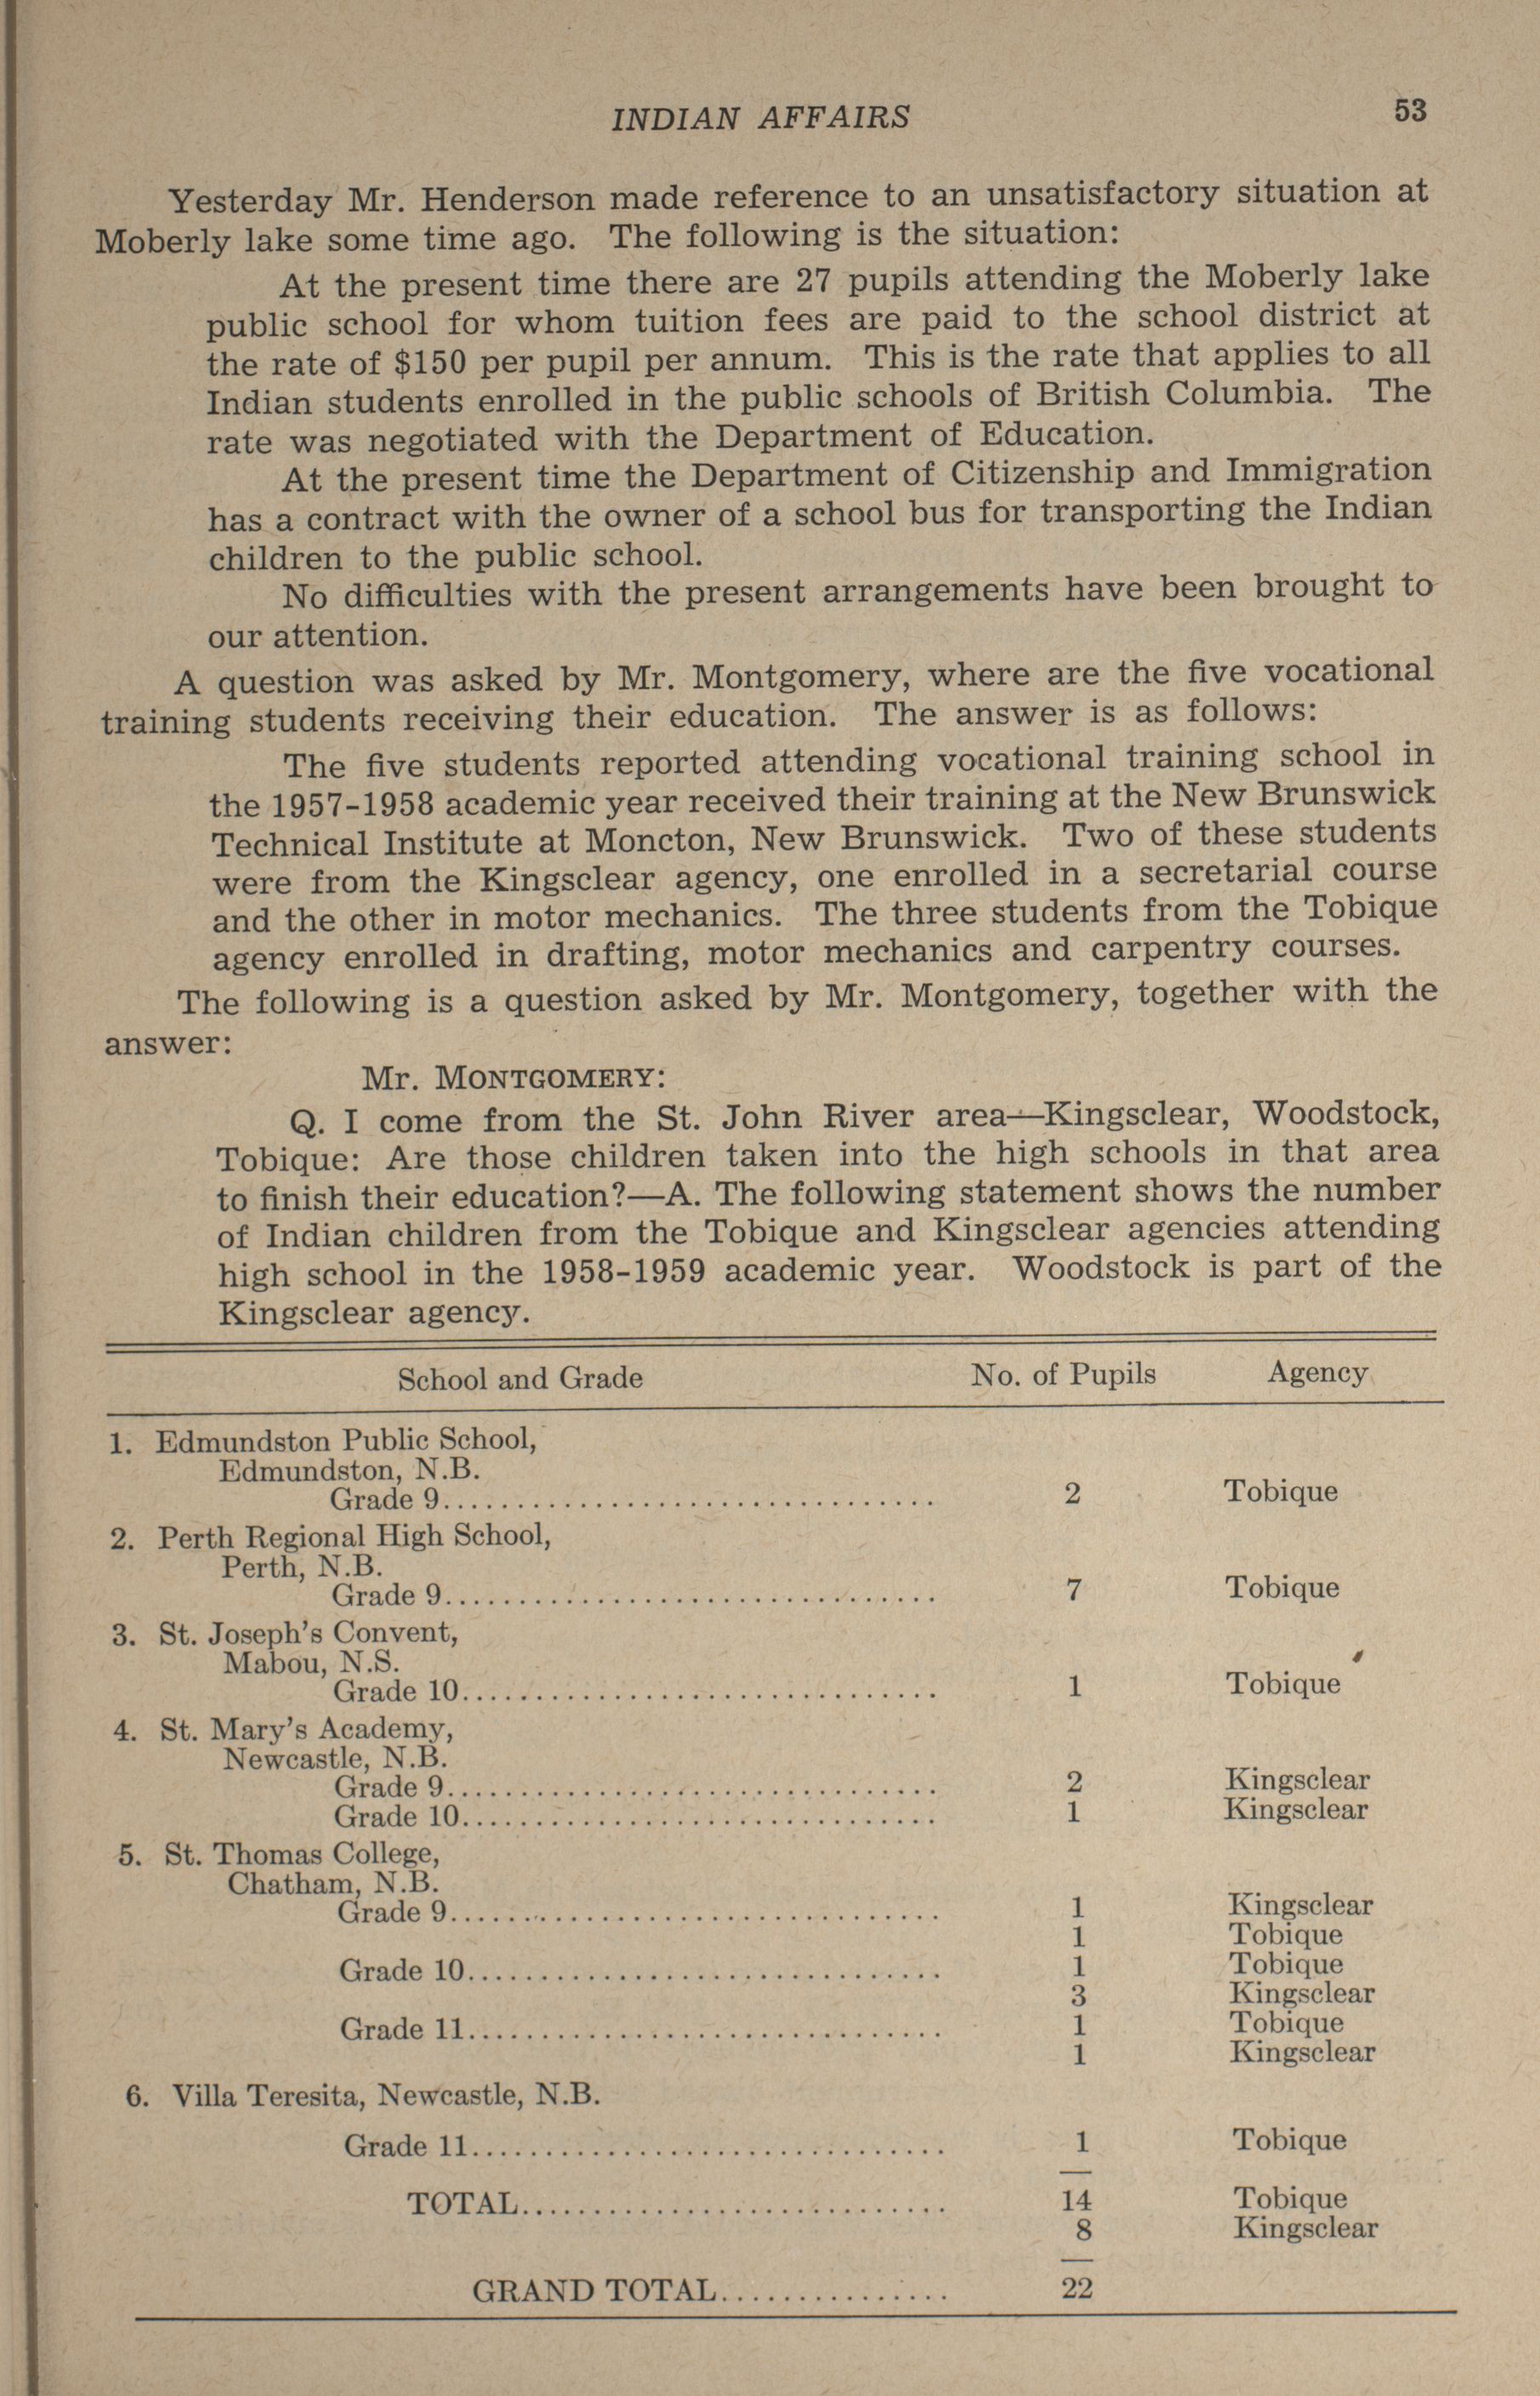 INDIAN AFFAIRS 53
Yesterday Mr. Henderson made reference to an unsatisfactory situation at
Moberly lake some time ago. The following is the situation:
At the present time there are 27 pupils attending the Moberly lake
public school for whom tuition fees are paid to the school district at
the rate of $150 per pupil per annum. This is the rate that applies to all
Indian students enrolled in the public schools of British Columbia. The
rate was negotiated with the Department of Education.
At the present time the Department of Citizenship and Immigration
has a contract with the owner of a school bus for transporting the Indian
children to the public school.
No difficulties with the present arrangements have been brought to
our attention.
A question was asked by Mr. Montgomery, where are the five vocational
training students receiving their education. The answer is as follows:
The five students reported attending vocational training school in
the 1957-1958 academic year received their training at the New Brunswick
Technical Institute at Moncton, New Brunswick. Two of these students
were from the Kingsclear agency, one enrolled in a secretarial course
and the other in motor mechanics. The three students from the Tobique
agency enrolled in drafting, motor mechanics and carpentry courses.
The following is a question asked by Mr. Montgomery, together with the
answer:
Mr. MONTGOMERY:
Q. I come from the St. John River area—Kingsclear, Woodstock,
Tobique: Are those children taken into the high schools in that area
to finish their education?—A. The following statement shows the number
of Indian children from the Tobique and Kingsclear agencies attending
high school in the 1958-1959 academic year. Woodstock is part of the
Kingsclear agency.
School and Grade No. of Pupils Agency
1. Edmundston Public School,
Edmundston, N.B.
Grade 9................................ 2 Tobique
2. Perth Regional High School,
Perth, N.B.
Grade 9................................ 7 Tobique
3. St. Joseph's Convent,
Mabou, N.S.
Grade 10............................... 1 Tobique
4. St. Mary's Academy,
Newcastle, N.B.
Grade 9................................ 2 Kingsclear
Grade 10............................... 1 Kingsclear
5. St. Thomas College,
Chatham, N.B.
Grade 9................................ 1 Kingsclear
1 Tobique
Grade 10............................... 1 Tobique
3 Kingsclear
Grade 11............................... 1 Tobique
1 Kingsclear
6. Villa Teresita, Newcastle, N.B.
Grade 11............................... 1 Tobique
TOTAL............................ 14 Tobique
8 Kingsclear
GRAND TOTAL............... 22